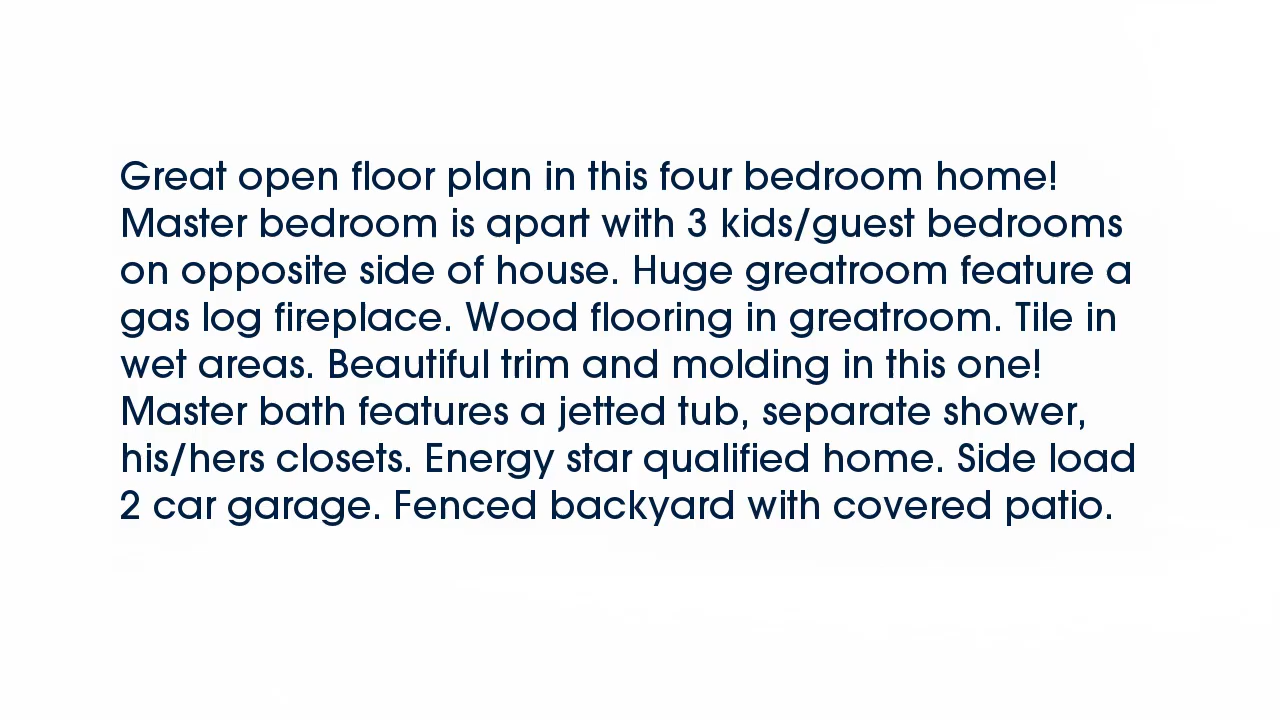 Great open floor plan in this four bedroom home!
Master bedroom is apart with 3 kids/guest bedrooms
on opposite side of house. Huge greatroom feature a
gas log fireplace. Wood flooring in greatroom. Tile in
wet areas. Beautiful trim and molding in this one!
Master bath features a jetted tub, separate shower,
his/hers closets. Energy star qualified home. Side load
2 car garage. Fenced backyard with covered patio.